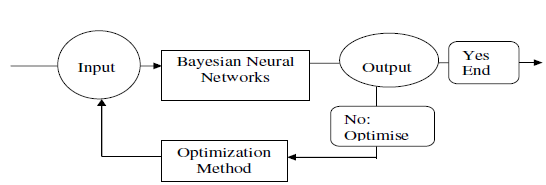 Input
Bayesian Neural
Networks
Output
Yes
End
No:
Optimise
Optimization
Method